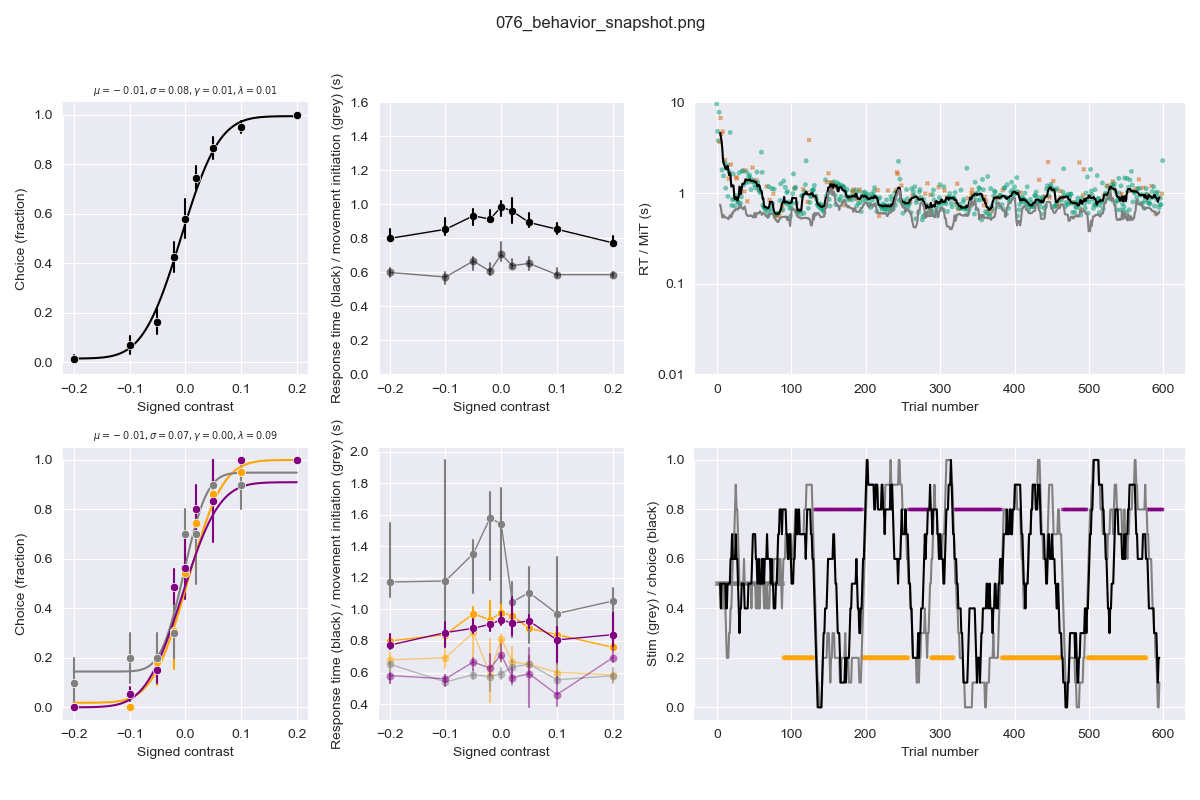 076_behavior_snapshot.png
μ = − 0.01, σ = 0.08, γ = 0.01, λ = 0.01
Choice (fraction)
1.0
0.8
0.6
0.4
0.2
0.0
−0.2 −0.1 0.0 0.1 0.2
Signed contrast
Response time (black) / movement initiation (grey) (s)
1.6
1.4
1.2
1.0
0.8
0.6
0.4
0.2
0.0
−0.2 −0.1 0.0 0.1 0.2
Signed contrast
RT / MiT (s)
10
1
0.1
0.01
0 100 200 300 400 500 600
Trial number
μ = − 0.01, σ = 0.07, γ = 0.00, λ = 0.09
Choice (fraction)
1.0
0.8
0.6
0.4
0.2
0.0
−0.2 −0.1 0.0 0.1 0.2
Signed contrast
Response time (black) / movement initiation (grey) (s)
2.0
1.8
1.6
1.4
1.2
1.0
0.8
0.6
0.4
−0.2 −0.1 0.0 0.1 0.2
Signed contrast
Stim (grey) / choice (black)
1.0
0.8
0.6
0.4
0.2
0.0
0 100 200 300 400 500 600
Trial number